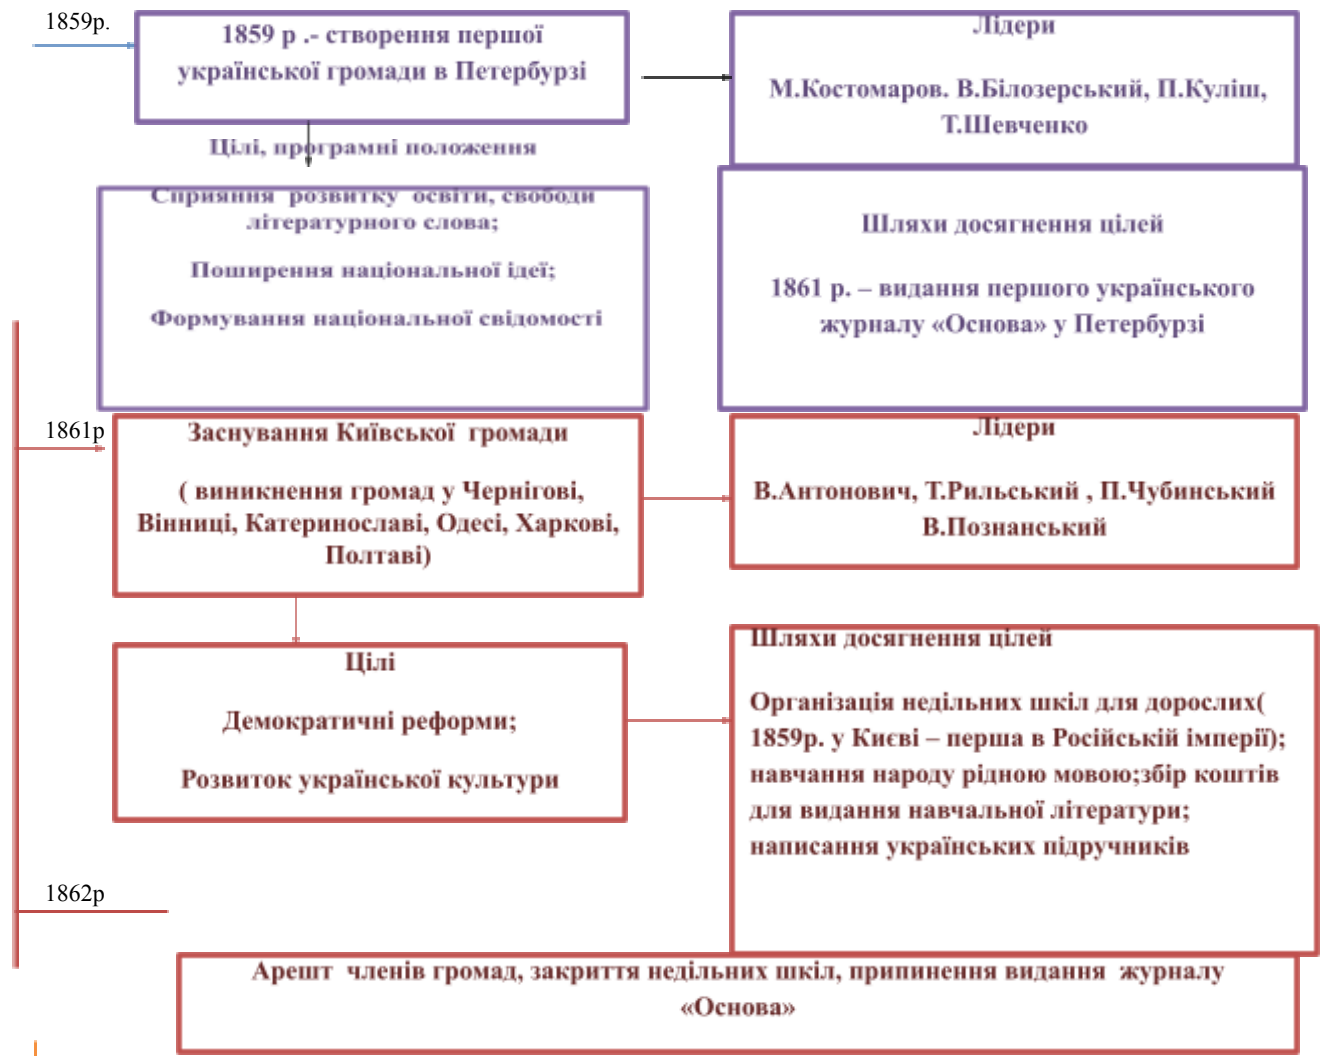 1859р.
1859 р .- створення першої
української громади в Петербурзі
Лідери
М.Костомаров. В.Білозерський, П.Куліш,
Т.Шевченко
Цілі, програмні положення
Сприяння розвитку освіти, свободи
літературного слова;
Поширення національної ідеї;
Формування національної свідомості
Шляхи досягнення цілей
1861 р. – видання першого українського
журналу «Основа» у Петербурзі
1861р
Заснування Київської громади
( виникнення громад у Чернігові,
Вінниці, Катеринославі, Одесі, Харкові,
Полтаві)
Лідери
В.Антонович, Т.Рильський , П.Чубинський
В.Познанський
Цілі
Демократичні реформи;
Розвиток української культури
Шляхи досягнення цілей
Організація недільних шкіл для дорослих(
1859р. у Києві – перша в Російській імперії);
навчання народу рідною мовою;збір коштів
для видання навчальної літератури;
написання українських підручників
1862р
Арешт членів громад, закриття недільних шкіл, припинення видання журналу
«Основа»